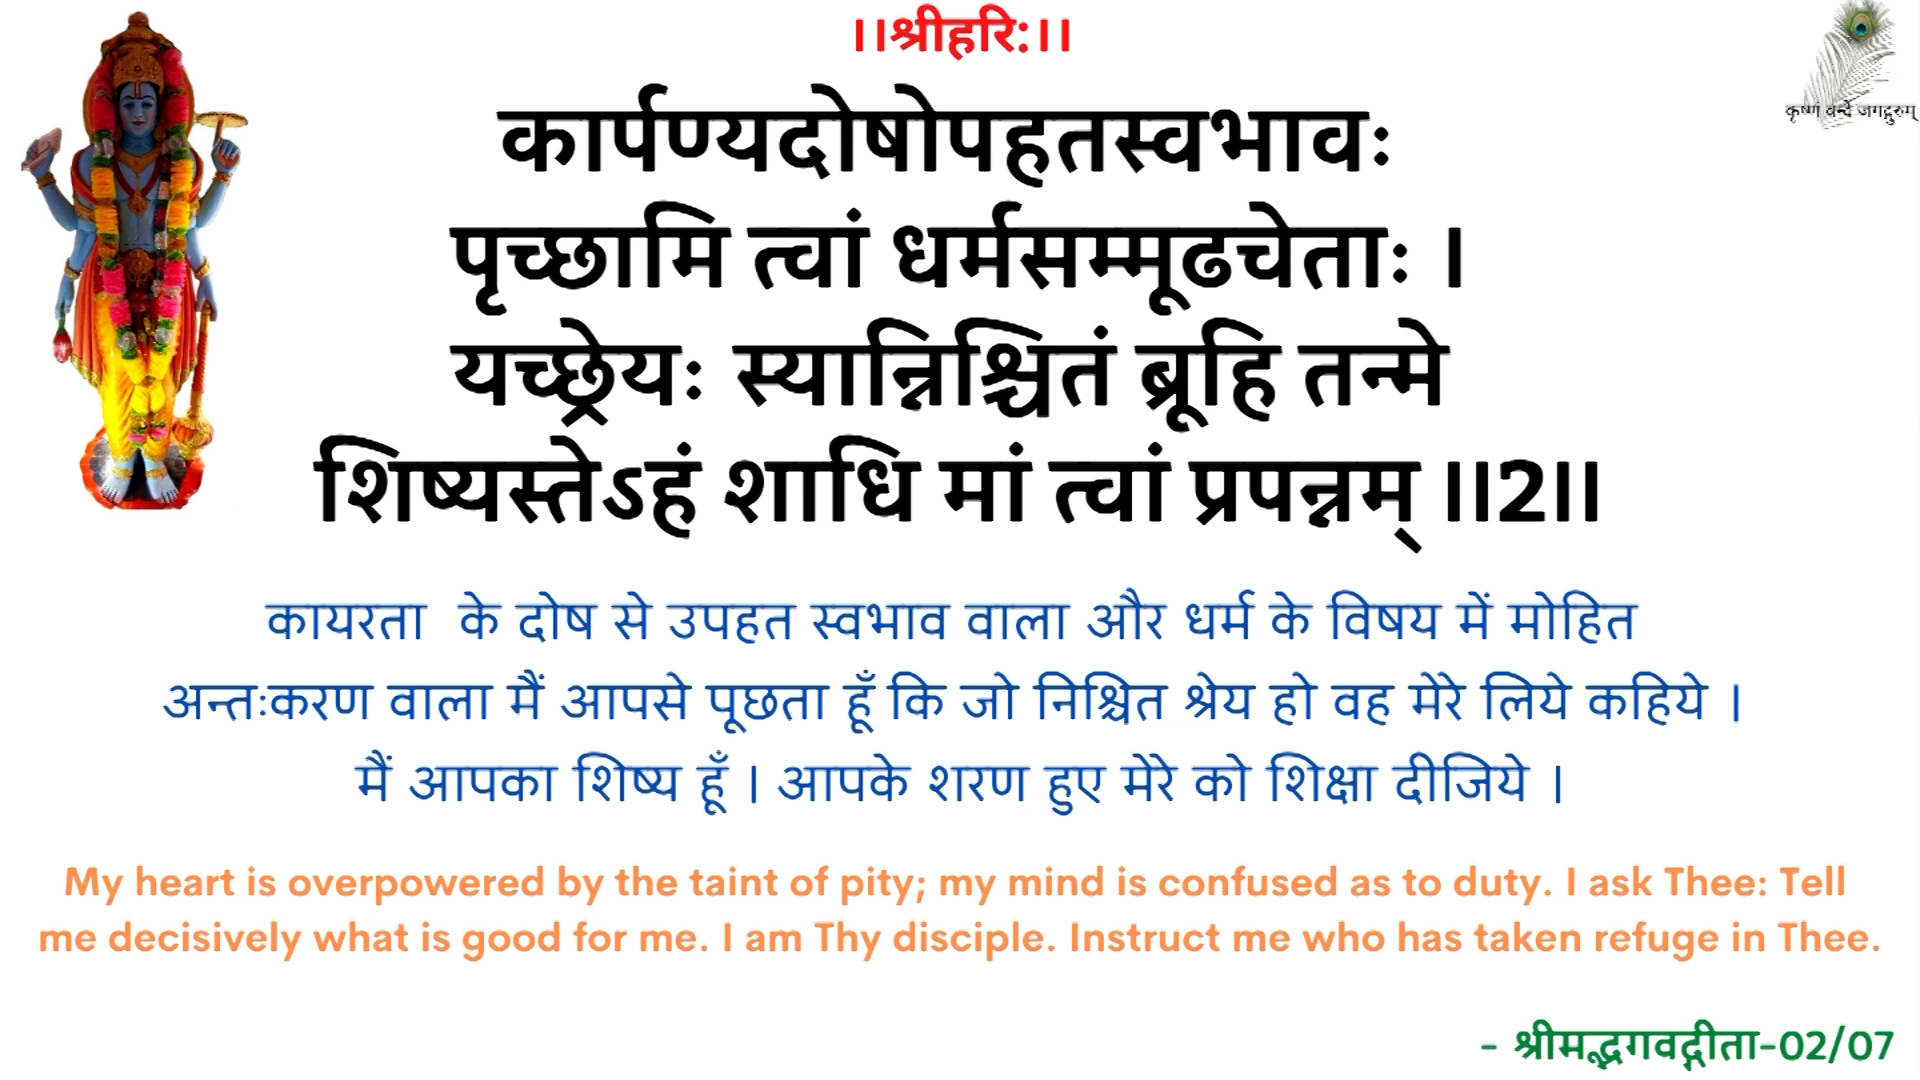 ।।श्रीहरि:।।
कृष्णं वन्दे जगद्गुरुम्
कार्पण्यदोषोपहतस्वभावः
पृच्छामि त्वां धर्मसम्मूढचेताः ।
यच्छ्रेयः स्यान्निश्चितं ब्रूहि तन्मे
शिष्यस्तेऽहं शाधि मां त्वां प्रपन्नम् ।।2।।
कायरता के दोष से उपहत स्वभाव वाला और धर्म के विषय में मोहित
अन्तःकरण वाला मैं आपसे पूछता हूँ कि जो निश्चित श्रेय हो वह मेरे लिये कहिये ।
मैं आपका शिष्य हूँ । आपके शरण हुए मेरे को शिक्षा दीजिये ।
My heart is overpowered by the taint of pity; my mind is confused as to duty. I ask Thee: Tell
me decisively what is good for me. I am Thy disciple. Instruct me who has taken refuge in Thee.
- श्रीमद्भगवद्गीता-02/07